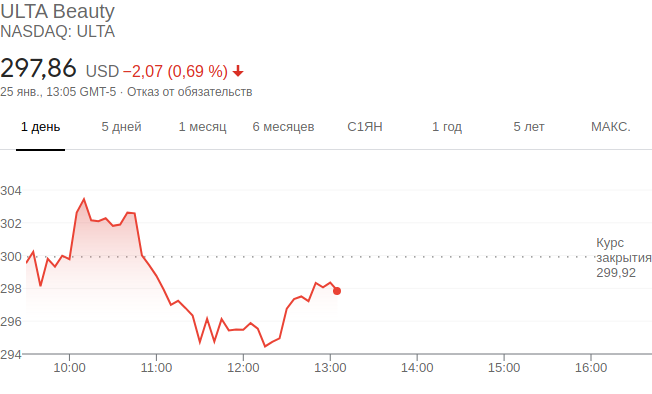 ULTA Beauty
NASDAQ: ULTA
297,86 USD −2,07 (0,69 %)
25 янв., 13:05 GMT-5 · Отказ от обязательств
1 день 5 дней 1 месяц 6 месяцев С1ЯН 1 год 5 лет МАКС.
304
302
Курс
300 закрытия
299,92
298
296
294
10:00 11:00 12:00 13:00 14:00 15:00 16:00